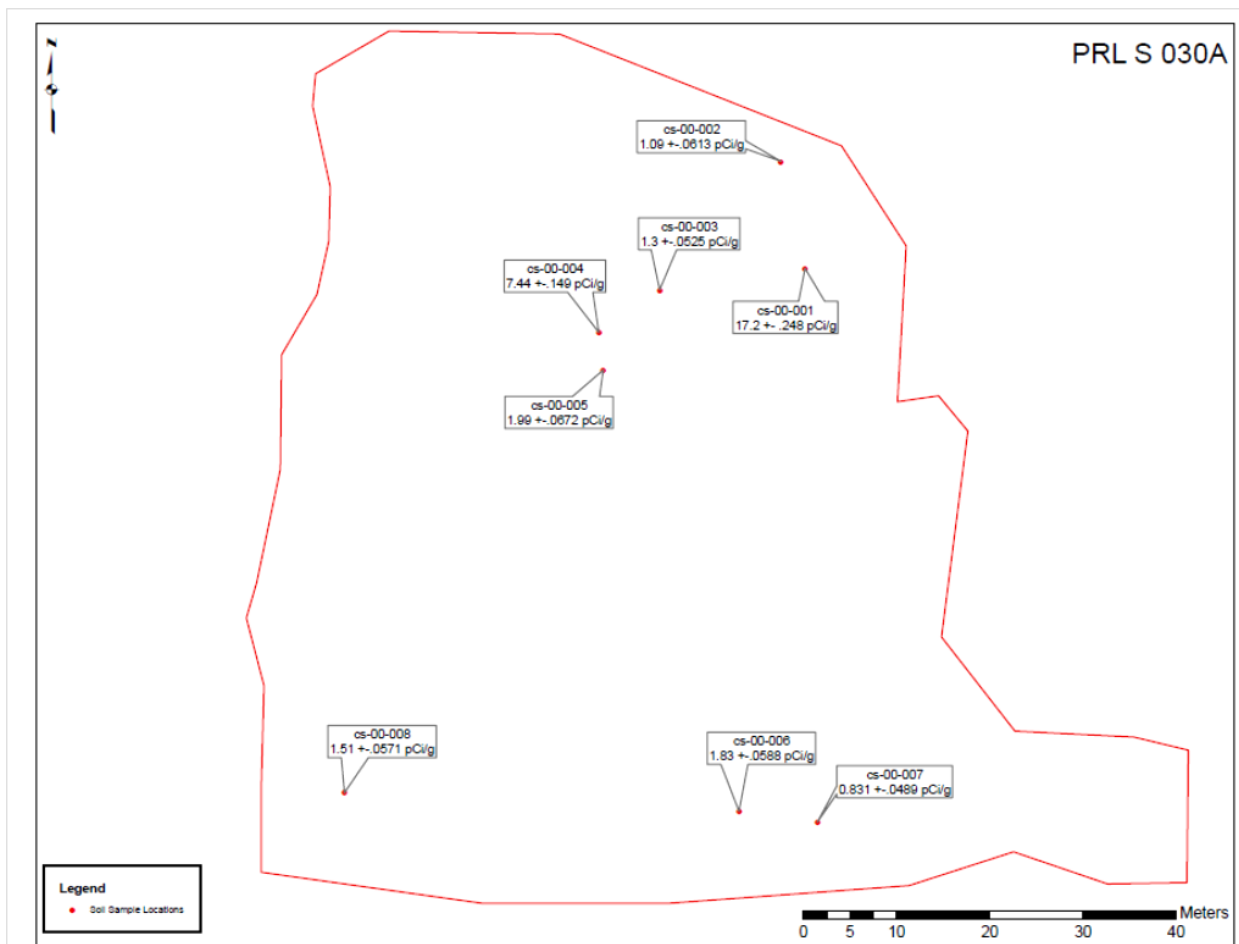 N
PRL S 030A
cs-00-002
1.09 +-.0613 pCi/g
cs-00-003
1.3 +-.0525 pCi/g
cs-00-004
7.44 +-.149 pCi/g
cs-00-001
17.2 +- .248 pCi/g
cs-00-005
1.99 +-.0672 pCi/g
cs-00-008
1.51 +-.0571 pCi/g
cs-00-006
1.83 +-.0588 pCi/g
cs-00-007
0.831 +-.0489 pCi/g
Legend
Soil Sample Locations
Meters
0 5 10 20 30 40